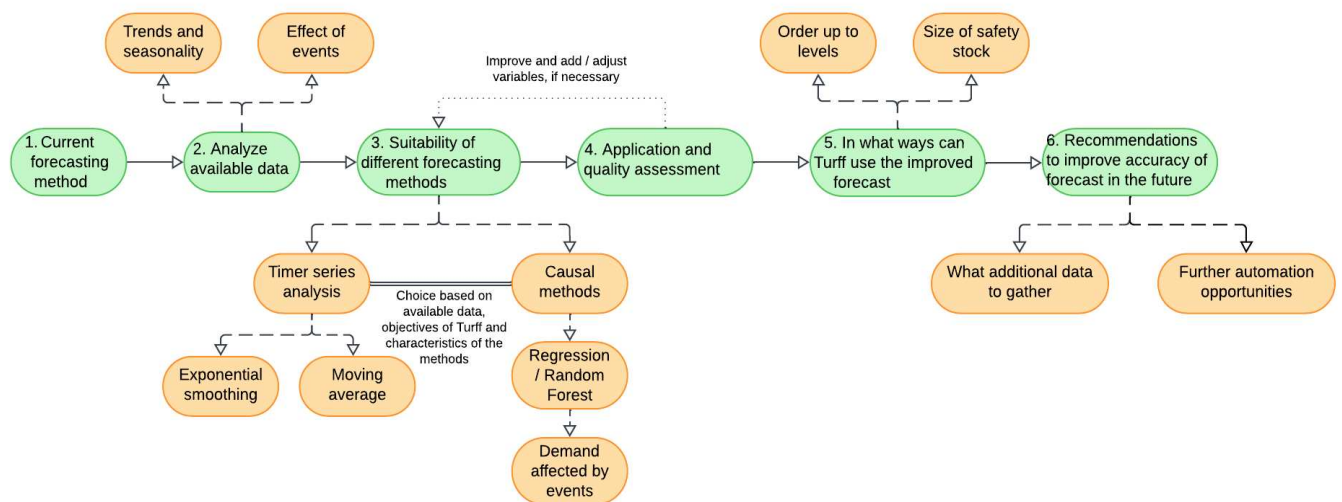 Trends and
seasonality
Effect of
events
Order up to
levels
Size of safety
stock
Improve and add / adjust
variables, if necessary
1. Current
forecasting
method
2. Analyze
available data
3. Suitability of
different forecasting
methods
4. Application and
quality assessment
5. In what ways can
Turff use the improved
forecast
6. Recommendations
to improve accuracy of
forecast in the future
Timer series
analysis
Causal
methods
Choice based on
available data,
objectives of Turff and
characteristics of the
methods
What additional data
to gather
Further automation
opportunities
Exponential
smoothing
Moving
average
Regression
/ Random
Forest
Demand
affected by
events